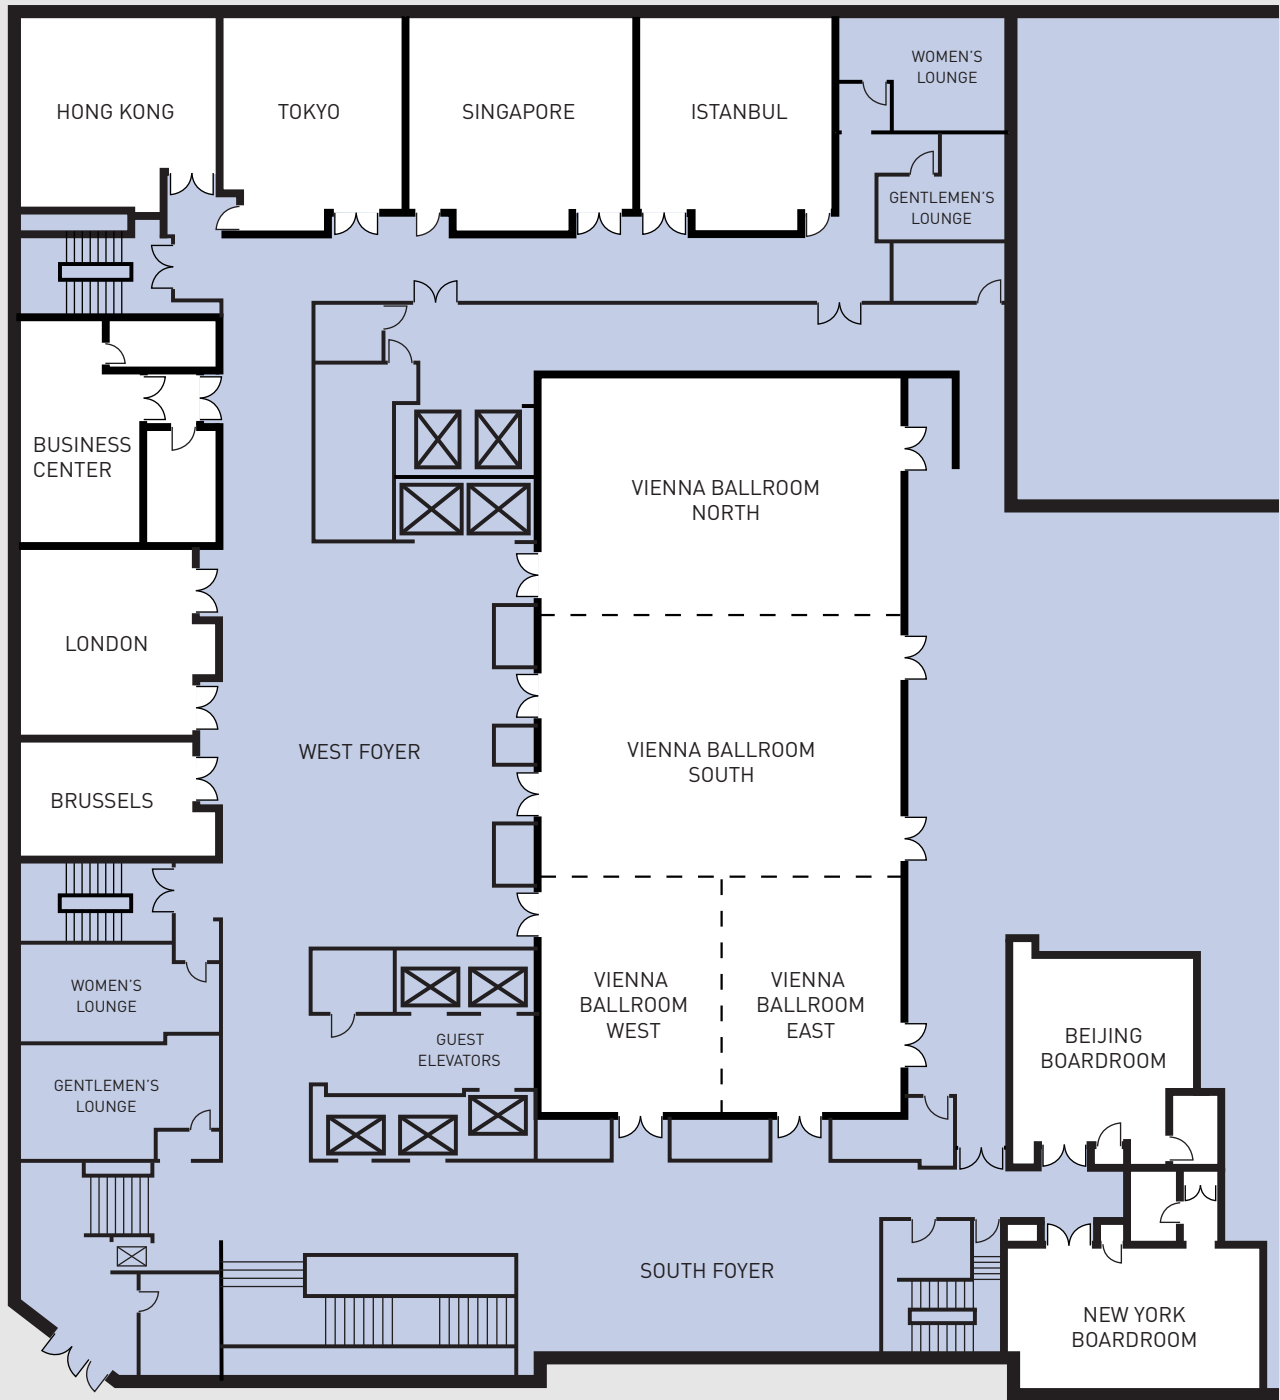 HONG KONG
TOKYO
SINGAPORE
ISTANBUL
WOMEN'S
LOUNGE
GENTLEMEN'S
LOUNGE
BUSINESS
CENTER
VIENNA BALLROOM
NORTH
LONDON
WEST FOYER
VIENNA BALLROOM
SOUTH
BRUSSELS
WOMEN'S
LOUNGE
GENTLEMEN'S
LOUNGE
GUEST
ELEVATORS
VIENNA
BALLROOM
WEST
VIENNA
BALLROOM
EAST
BEIJING
BOARDROOM
SOUTH FOYER
NEW YORK
BOARDROOM